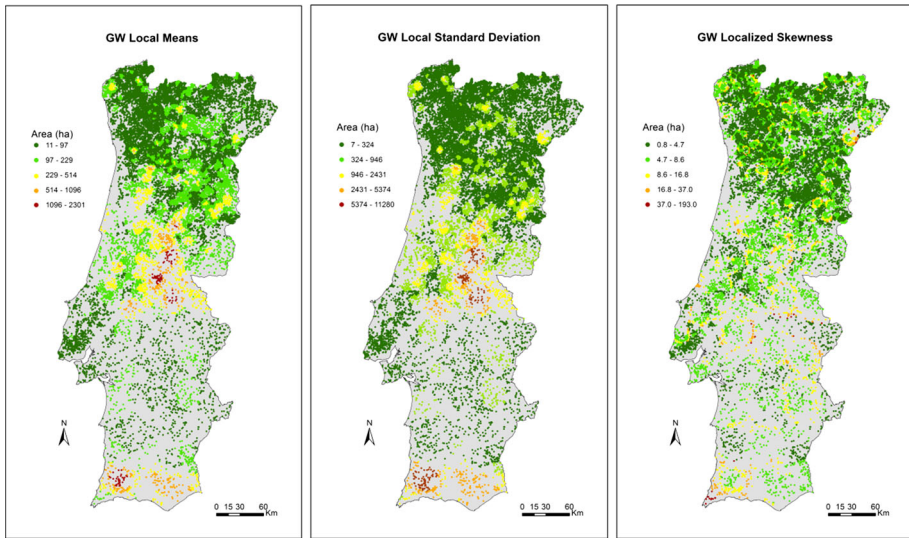 GW Local Means
Area (ha)
11 - 97
97 - 229
229 - 514
514 - 1096
1096 - 2301
N
0 15 30 60
Km
GW Local Standard Deviation
Area (ha)
7 - 324
324 - 946
946 - 2431
2431 - 5374
5374 - 11280
N
0 15 30 60
Km
GW Localized Skewness
Area (ha)
0.8 - 4.7
4.7 - 8.6
8.6 - 16.8
16.8 - 37.0
37.0 - 193.0
N
0 15 30 60
Km